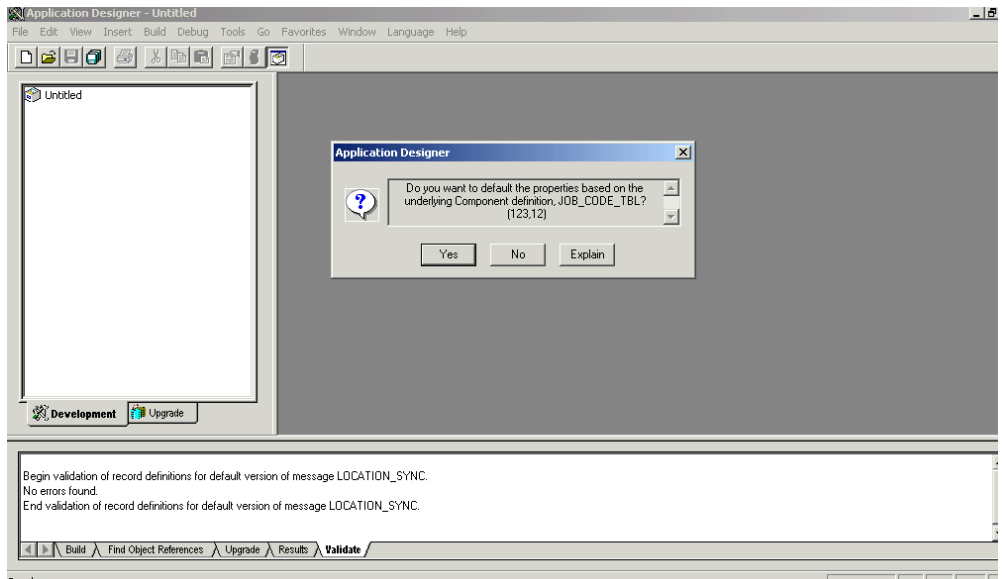 Application Designer - Untitled
File Edit View Insert Build Debug Tools Go Favorites Window Language Help
Untitled
Application Designer
Do you want to default the properties based on the
underlying Component definition, JOB_CODE_TBL?
(123,12)
Yes No Explain
Development Upgrade
Begin validation of record definitions for default version of message LOCATION_SYNC.
No errors found.
End validation of record definitions for default version of message LOCATION_SYNC.
Build Find Object References Upgrade Results Validate